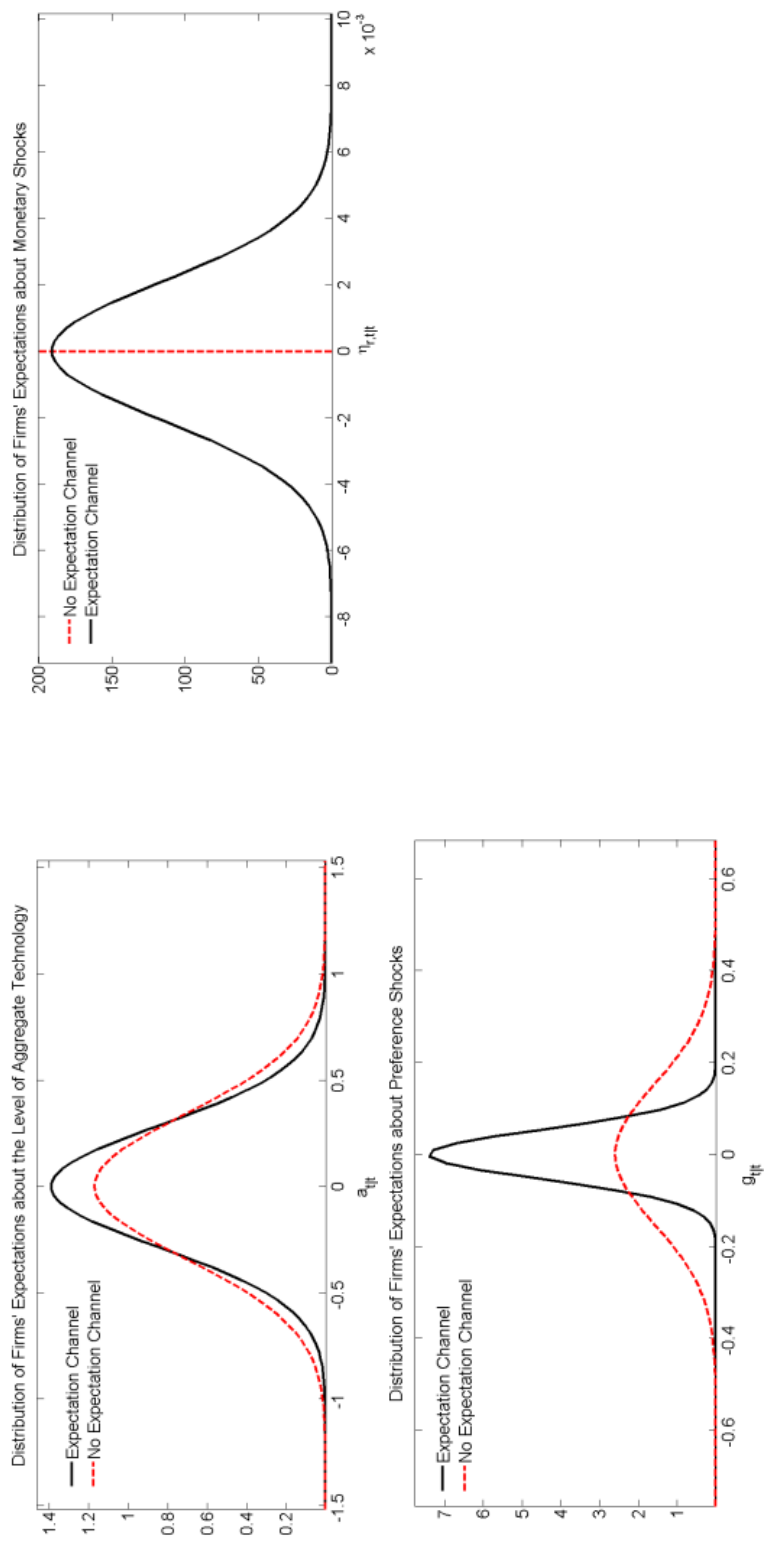 Distribution of Firms' Expectations about the Level of Aggregate Technology
Expectation Channel
No Expectation Channel
1.4
1.2
1
0.8
0.6
0.4
0.2
-1.5 -1 -0.5 0 0.5 1 1.5
a t|t
Distribution of Firms' Expectations about Monetary Shocks
No Expectation Channel
Expectation Channel
200
150
100
50
0
-8 -6 -4 -2 0 2 4 6 8 10
x 10⁻³
η r,t|t
Distribution of Firms' Expectations about Preference Shocks
Expectation Channel
No Expectation Channel
7
6
5
4
3
2
1
-0.6 -0.4 -0.2 0 0.2 0.4 0.6
g t|t